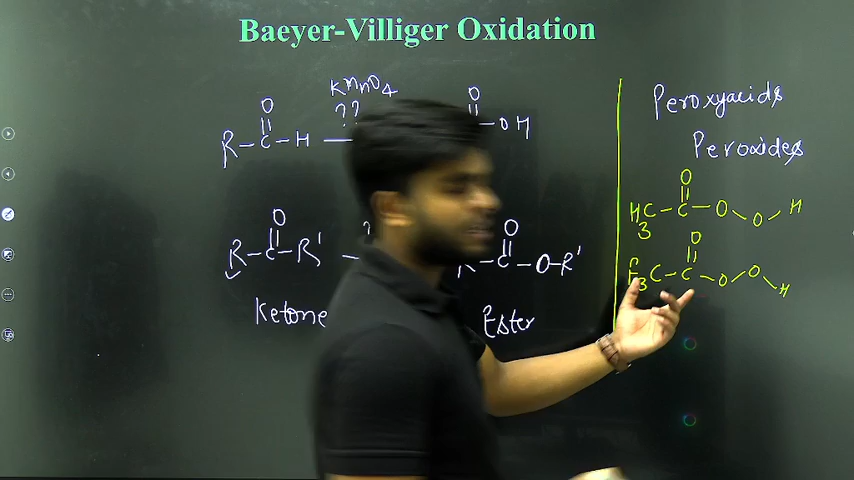 Baeyer-Villiger Oxidation
KMnO4
??
O
R-C-H —
O
-OH
O
R-C-R' —
?
O
R-C-O-R'
Ketone
Ester
Peroxyacids
Peroxides
O
H3C-C-O-O-H
O
F3C-C-O-O-H